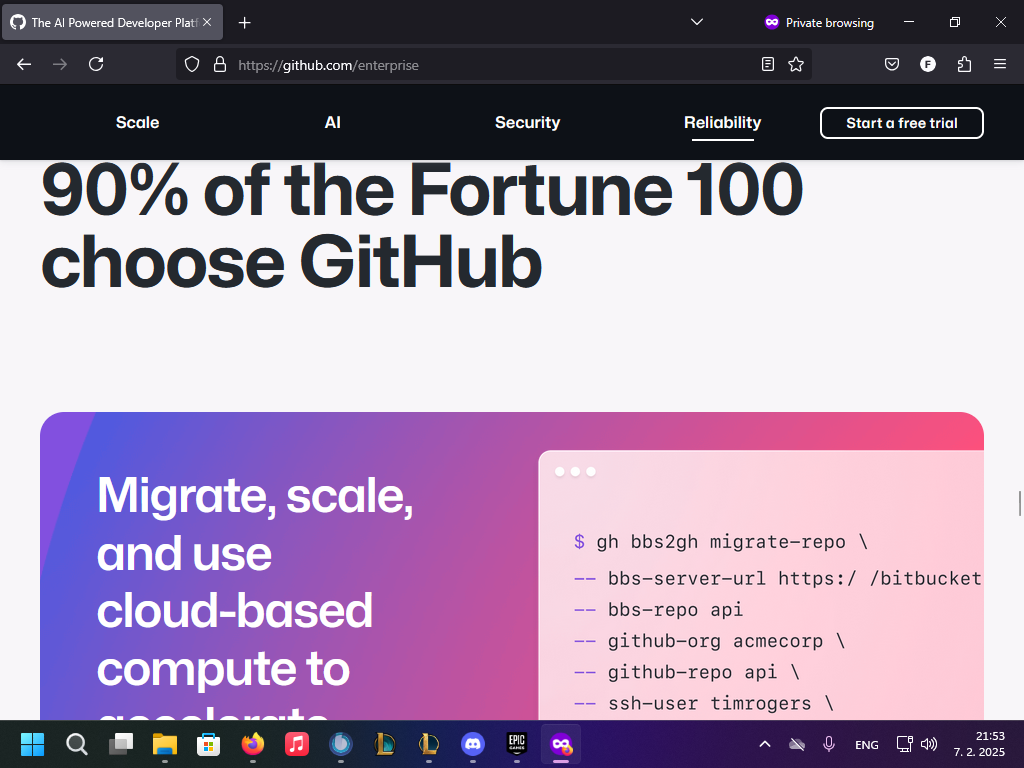 The AI Powered Developer Platf
Private browsing
https://github.com/enterprise
F
Scale
AI
Security
Reliability
Start a free trial
90% of the Fortune 100
choose GitHub
Migrate, scale,
and use
cloud-based
compute to
accelerate
$ gh bbs2gh migrate-repo \
-- bbs-server-url https:/ /bitbucket
-- bbs-repo api
-- github-org acmecorp \
-- github-repo api \
-- ssh-user timrogers \
EPIC
GAMES
ENG
21:53
7. 2. 2025